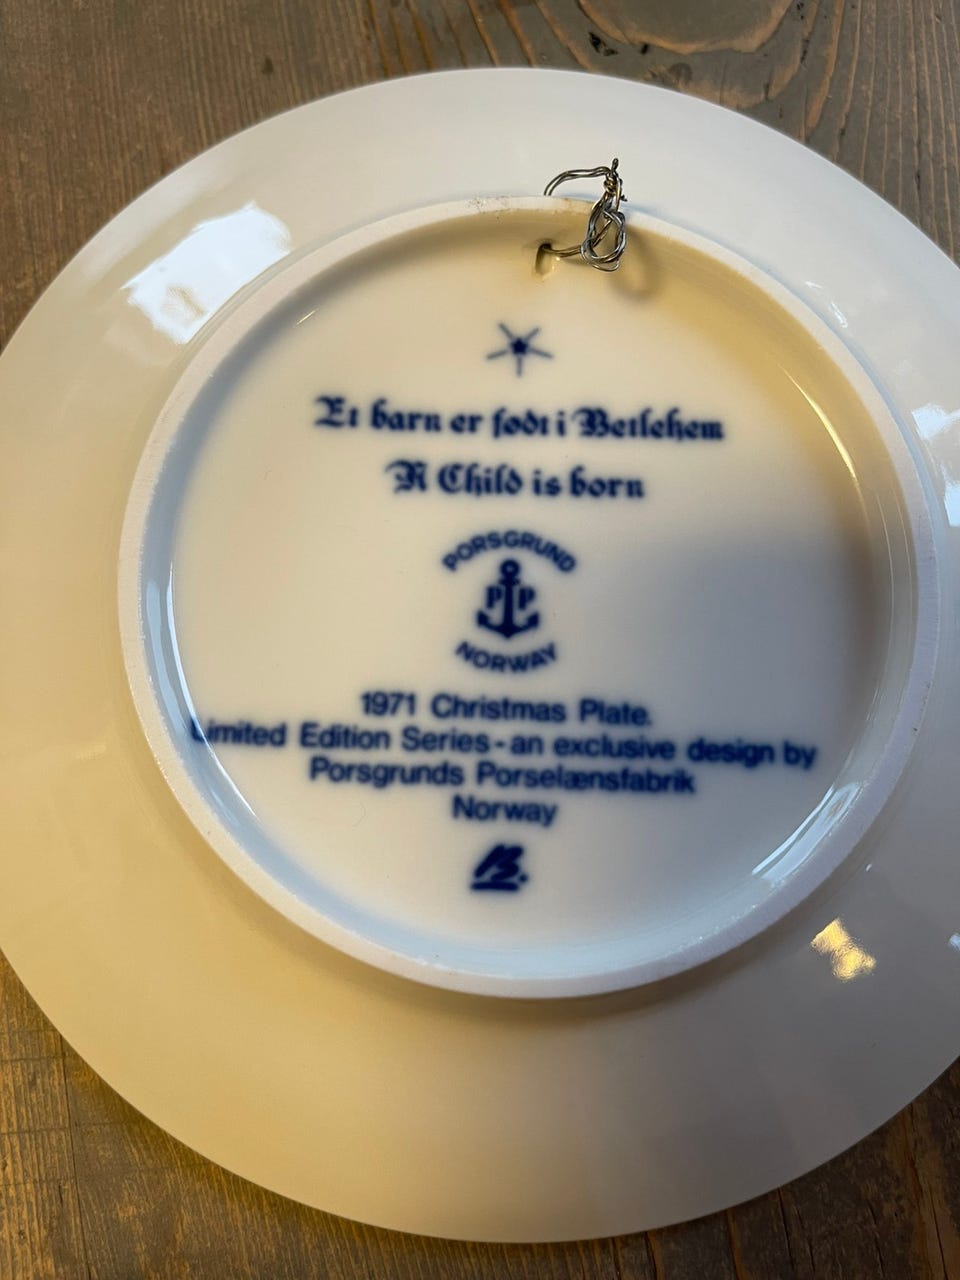 Et barn er født i Betlehem
A Child is born
PORSGRUND
P P
NORWAY
1971 Christmas Plate.
Limited Edition Series - an exclusive design by
Porsgrunds Porselænsfabrik
Norway